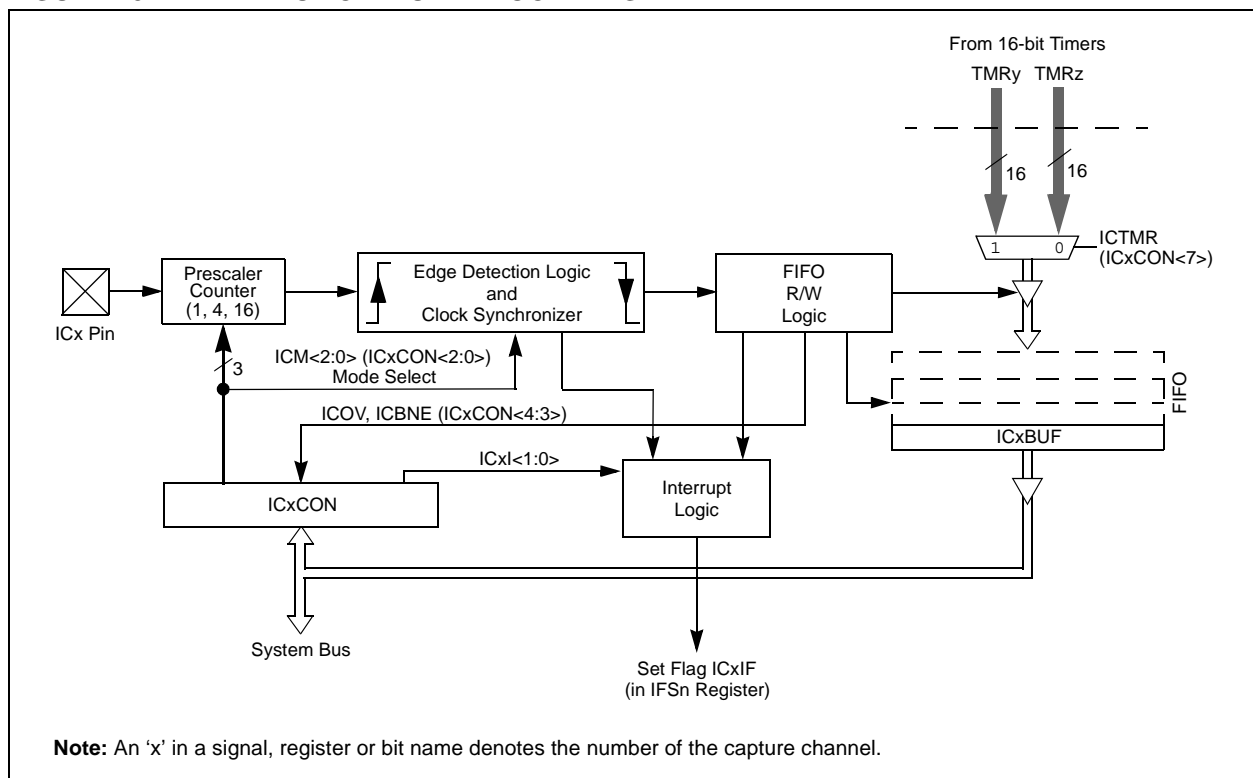 From 16-bit Timers
TMRy TMRz
16 16
1 0
ICTMR
(ICxCON<7>)
Prescaler
Counter
(1, 4, 16)
Edge Detection Logic
and
Clock Synchronizer
FIFO
R/W
Logic
ICx Pin
3
ICM<2:0> (ICxCON<2:0>)
Mode Select
FIFO
ICOV, ICBNE (ICxCON<4:3>)
ICxBUF
ICxI<1:0>
Interrupt
Logic
ICxCON
System Bus
Set Flag ICxIF
(in IFSn Register)
Note: An ‘x’ in a signal, register or bit name denotes the number of the capture channel.